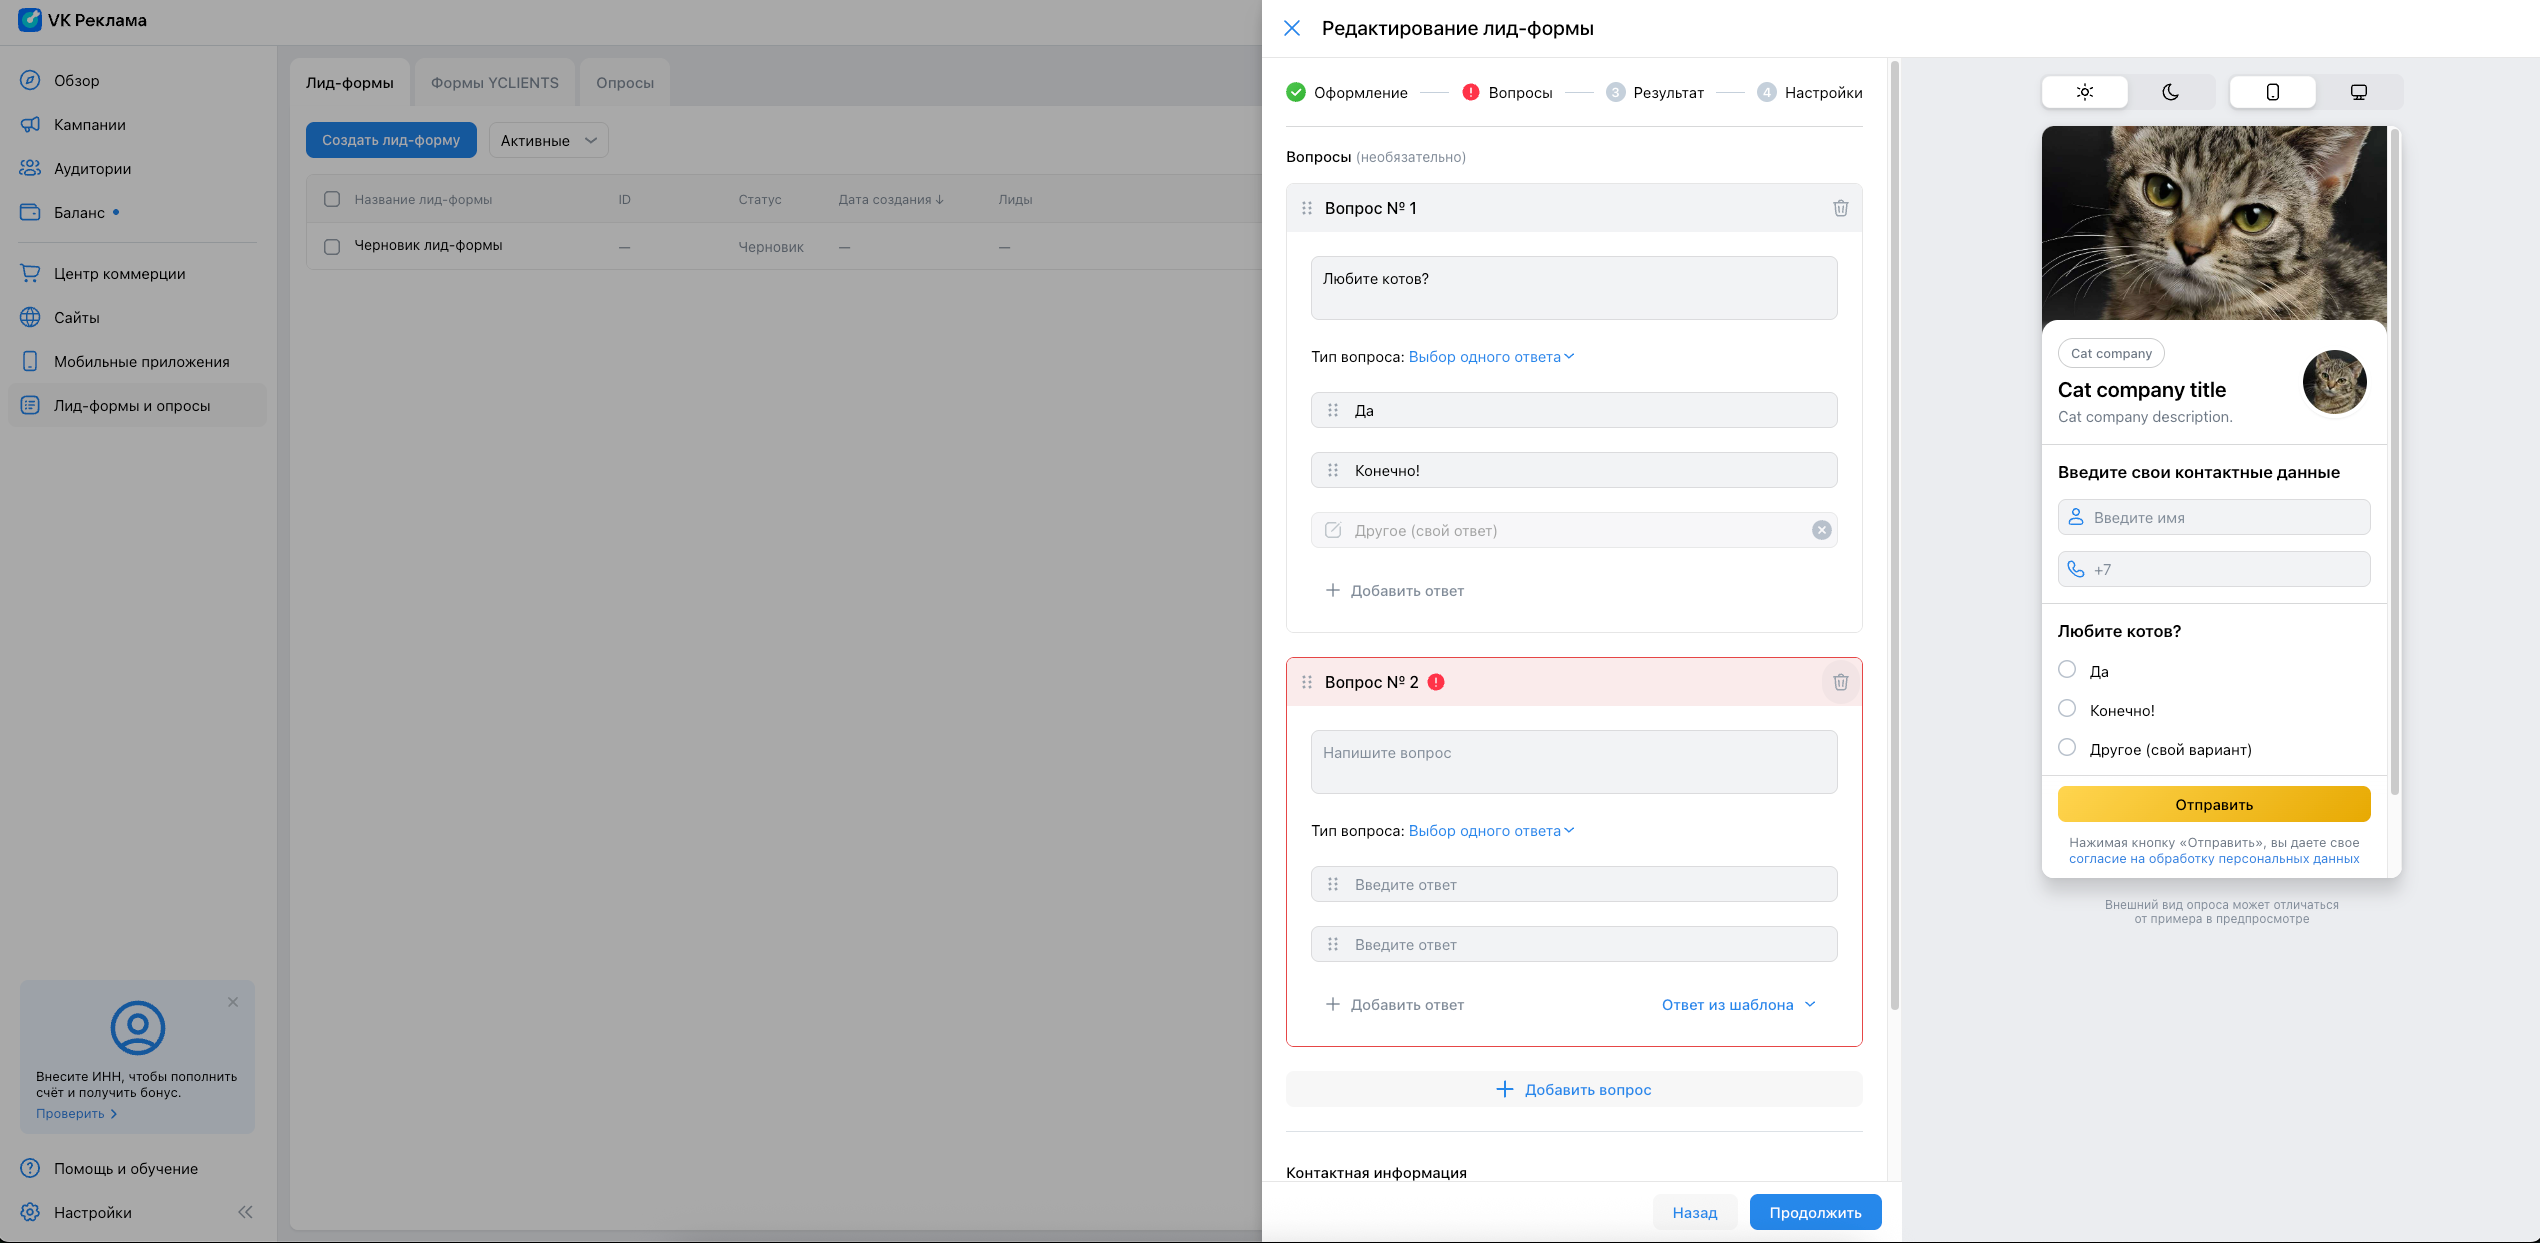 VK Реклама
Обзор
Кампании
Аудитории
Баланс
Центр коммерции
Сайты
Мобильные приложения
Лид-формы и опросы
Внесите ИНН, чтобы пополнить
счёт и получить бонус.
Проверить
Помощь и обучение
Настройки
Лид-формы
Формы YCLIENTS
Опросы
Создать лид-форму
Активные
Название лид-формы
ID
Статус
Дата создания
Лиды
Черновик лид-формы
—
Черновик
—
—
Редактирование лид-формы
Оформление
Вопросы
3 Результат
4 Настройки
Вопросы (необязательно)
Вопрос № 1
Любите котов?
Тип вопроса: Выбор одного ответа
Да
Конечно!
Другое (свой ответ)
Добавить ответ
Вопрос № 2
Напишите вопрос
Тип вопроса: Выбор одного ответа
Введите ответ
Введите ответ
Добавить ответ
Ответ из шаблона
Добавить вопрос
Контактная информация
Назад
Продолжить
Cat company
Cat company title
Cat company description.
Введите свои контактные данные
Введите имя
+7
Любите котов?
Да
Конечно!
Другое (свой вариант)
Отправить
Нажимая кнопку «Отправить», вы даете свое
согласие на обработку персональных данных
Внешний вид опроса может отличаться
от примера в предпросмотре